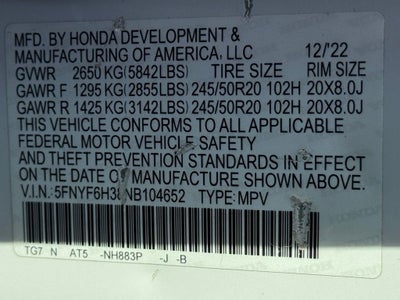 MFD. BY HONDA DEVELOPMENT &
MANUFACTURING OF AMERICA, LLC 12/'22
GVWR 2650 KG(5842LBS) TIRE SIZE RIM SIZE
GAWR F 1295 KG(2855LBS) 245/50R20 102H 20X8.0J
GAWR R 1425 KG(3142LBS) 245/50R20 102H 20X8.0J
THIS VEHICLE CONFORMS TO ALL APPLICABLE
FEDERAL MOTOR VEHICLE SAFETY
AND THEFT PREVENTION STANDARDS IN EFFECT ON THE
DATE OF MANUFACTURE SHOWN ABOVE.
V.I.N.: TYPE:MPV
TG7 N AT5 -NH883P -J -B